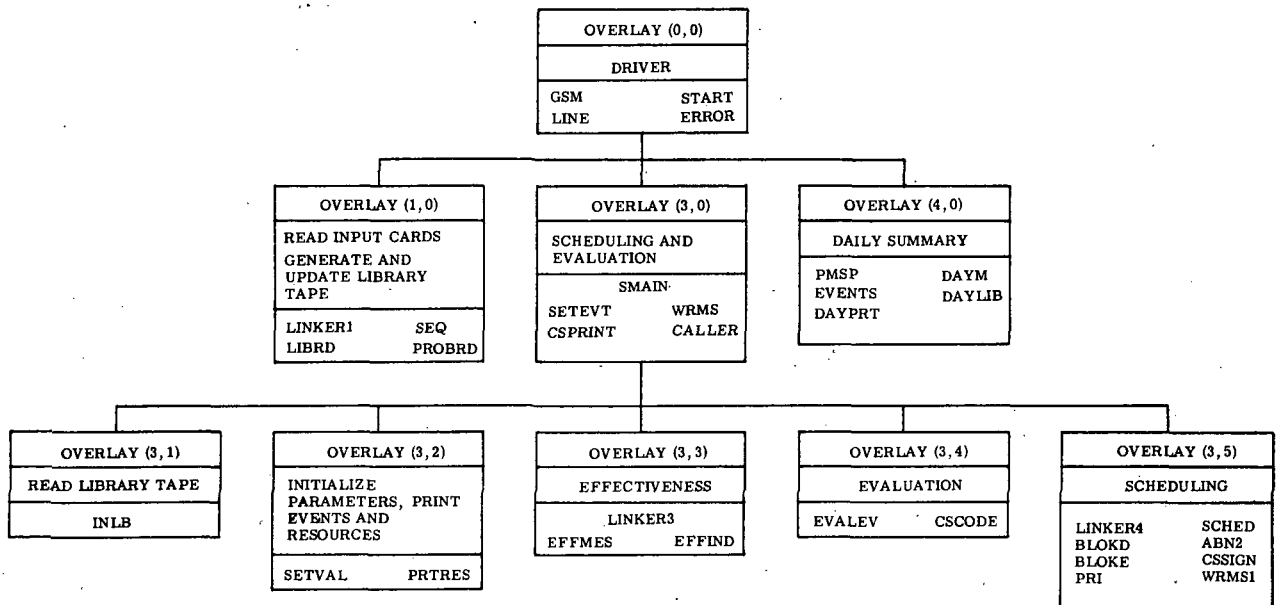 OVERLAY (0,0)
DRIVER
GSM START
LINE ERROR
OVERLAY (1,0)
READ INPUT CARDS
GENERATE AND
UPDATE LIBRARY
TAPE
LINKER1 SEQ
LIBRD PROBRD
OVERLAY (3,0)
SCHEDULING AND
EVALUATION
SMAIN
SETEVT WRMS
CSPRINT CALLER
OVERLAY (4,0)
DAILY SUMMARY
PMSP DAYM
EVENTS DAYLIB
DAYPRT
OVERLAY (3,1)
READ LIBRARY TAPE
INLB
OVERLAY (3,2)
INITIALIZE
PARAMETERS, PRINT
EVENTS AND
RESOURCES
SETVAL PRTRES
OVERLAY (3,3)
EFFECTIVENESS
LINKER3
EFFMES EFFIND
OVERLAY (3,4)
EVALUATION
EVALEV CSCODE
OVERLAY (3,5)
SCHEDULING
LINKER4 SCHED
BLOKD ABN2
BLOKE CSSIGN
PRI WRMS1